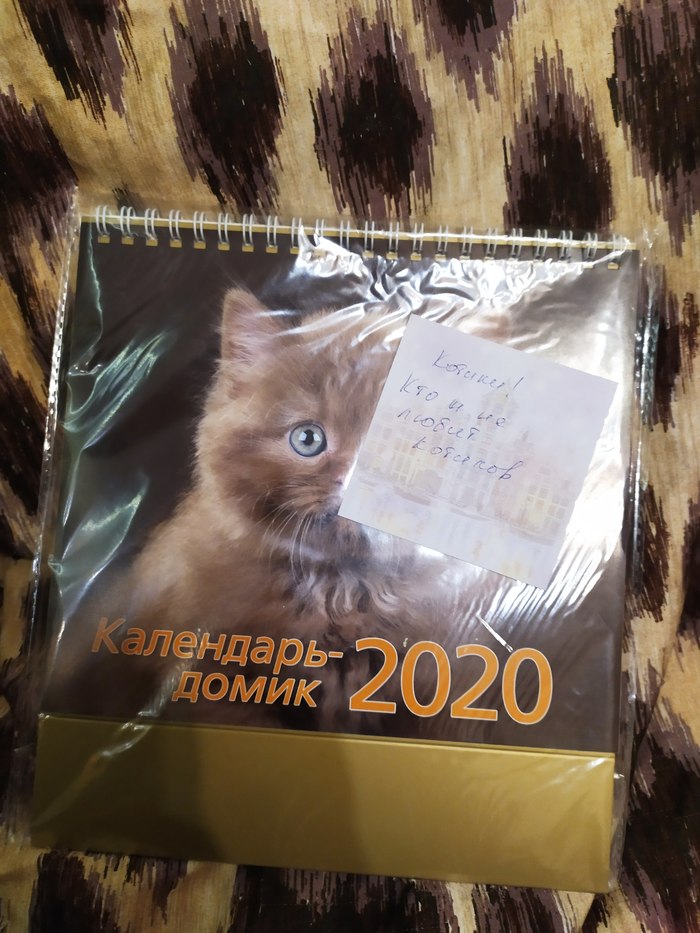 Котики!
Кто ж не
любит
котиков
Календарь-
домик 2020